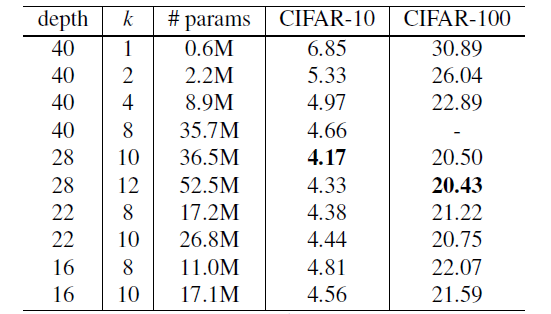 depth k # params CIFAR-10 CIFAR-100
40 1 0.6M 6.85 30.89
40 2 2.2M 5.33 26.04
40 4 8.9M 4.97 22.89
40 8 35.7M 4.66 -
28 10 36.5M 4.17 20.50
28 12 52.5M 4.33 20.43
22 8 17.2M 4.38 21.22
22 10 26.8M 4.44 20.75
16 8 11.0M 4.81 22.07
16 10 17.1M 4.56 21.59